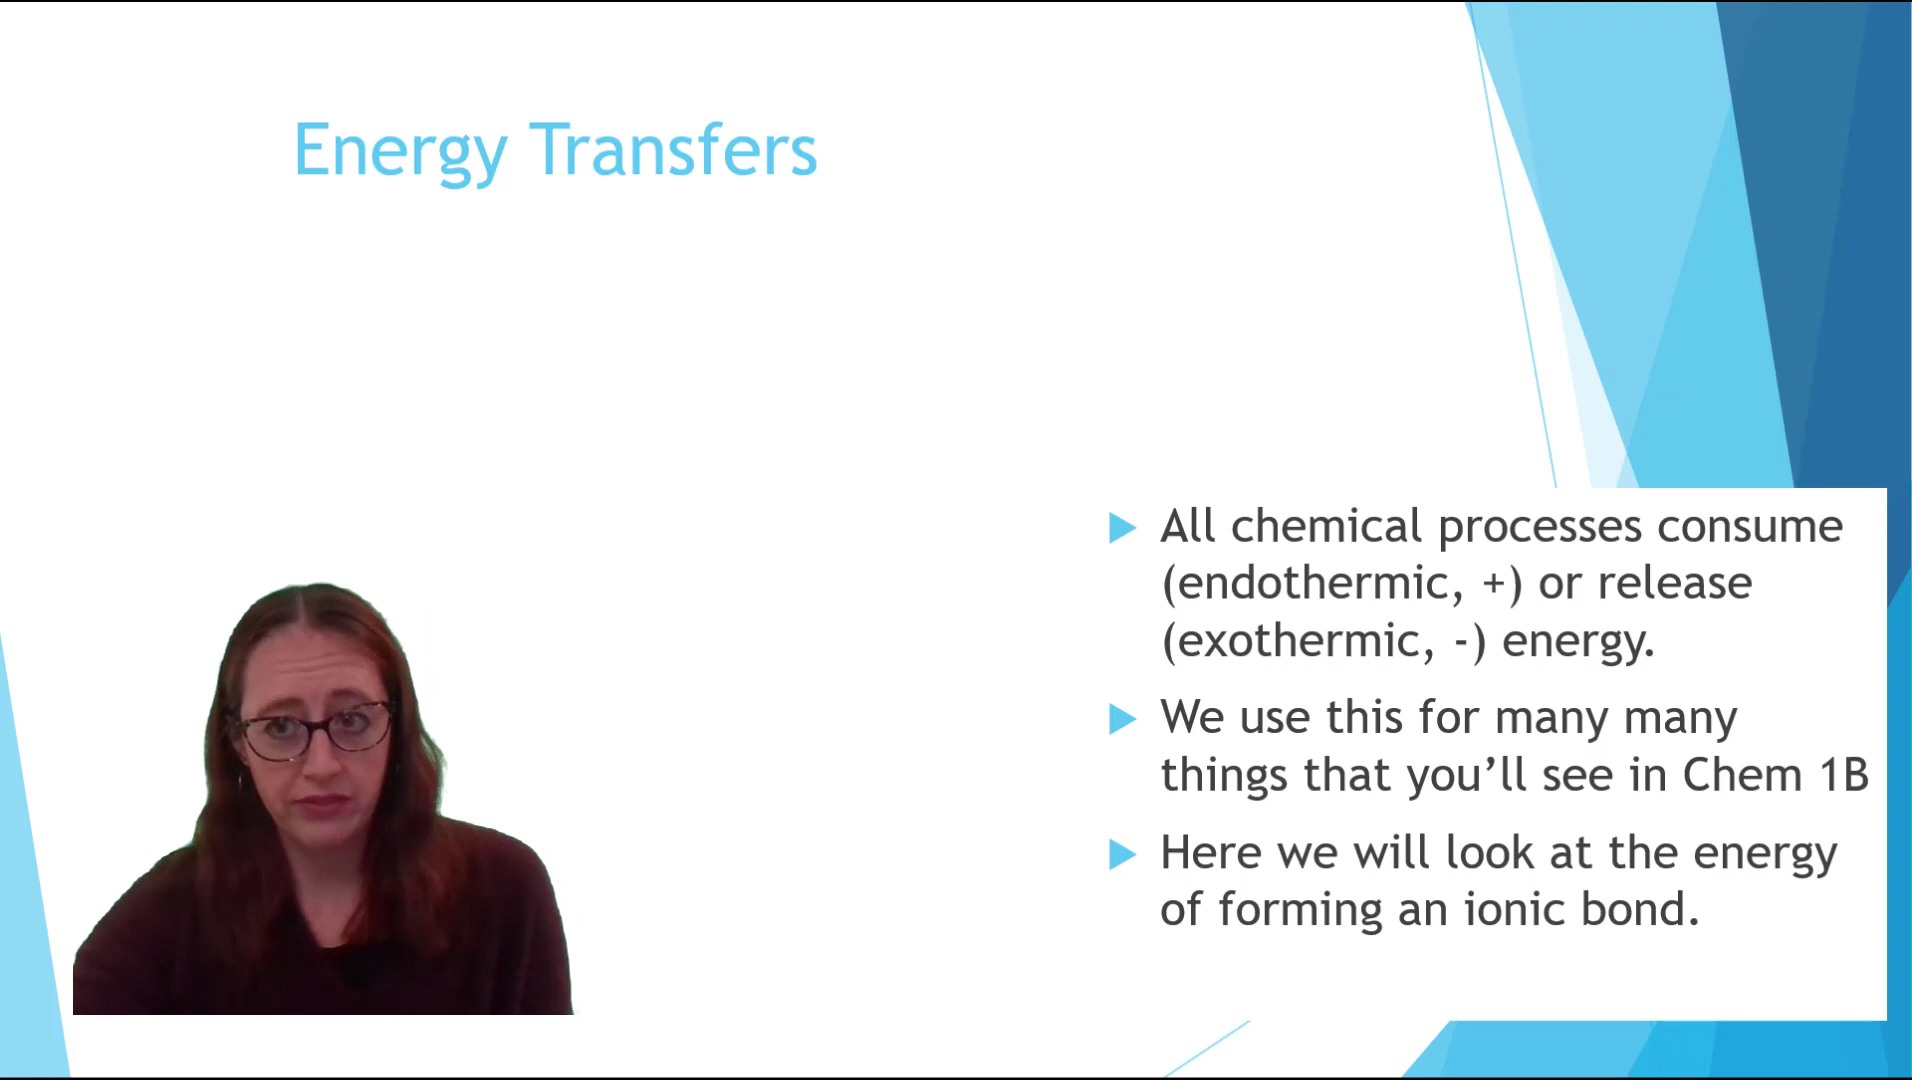 Energy Transfers
All chemical processes consume
(endothermic, +) or release
(exothermic, -) energy.
We use this for many many
things that you’ll see in Chem 1B
Here we will look at the energy
of forming an ionic bond.